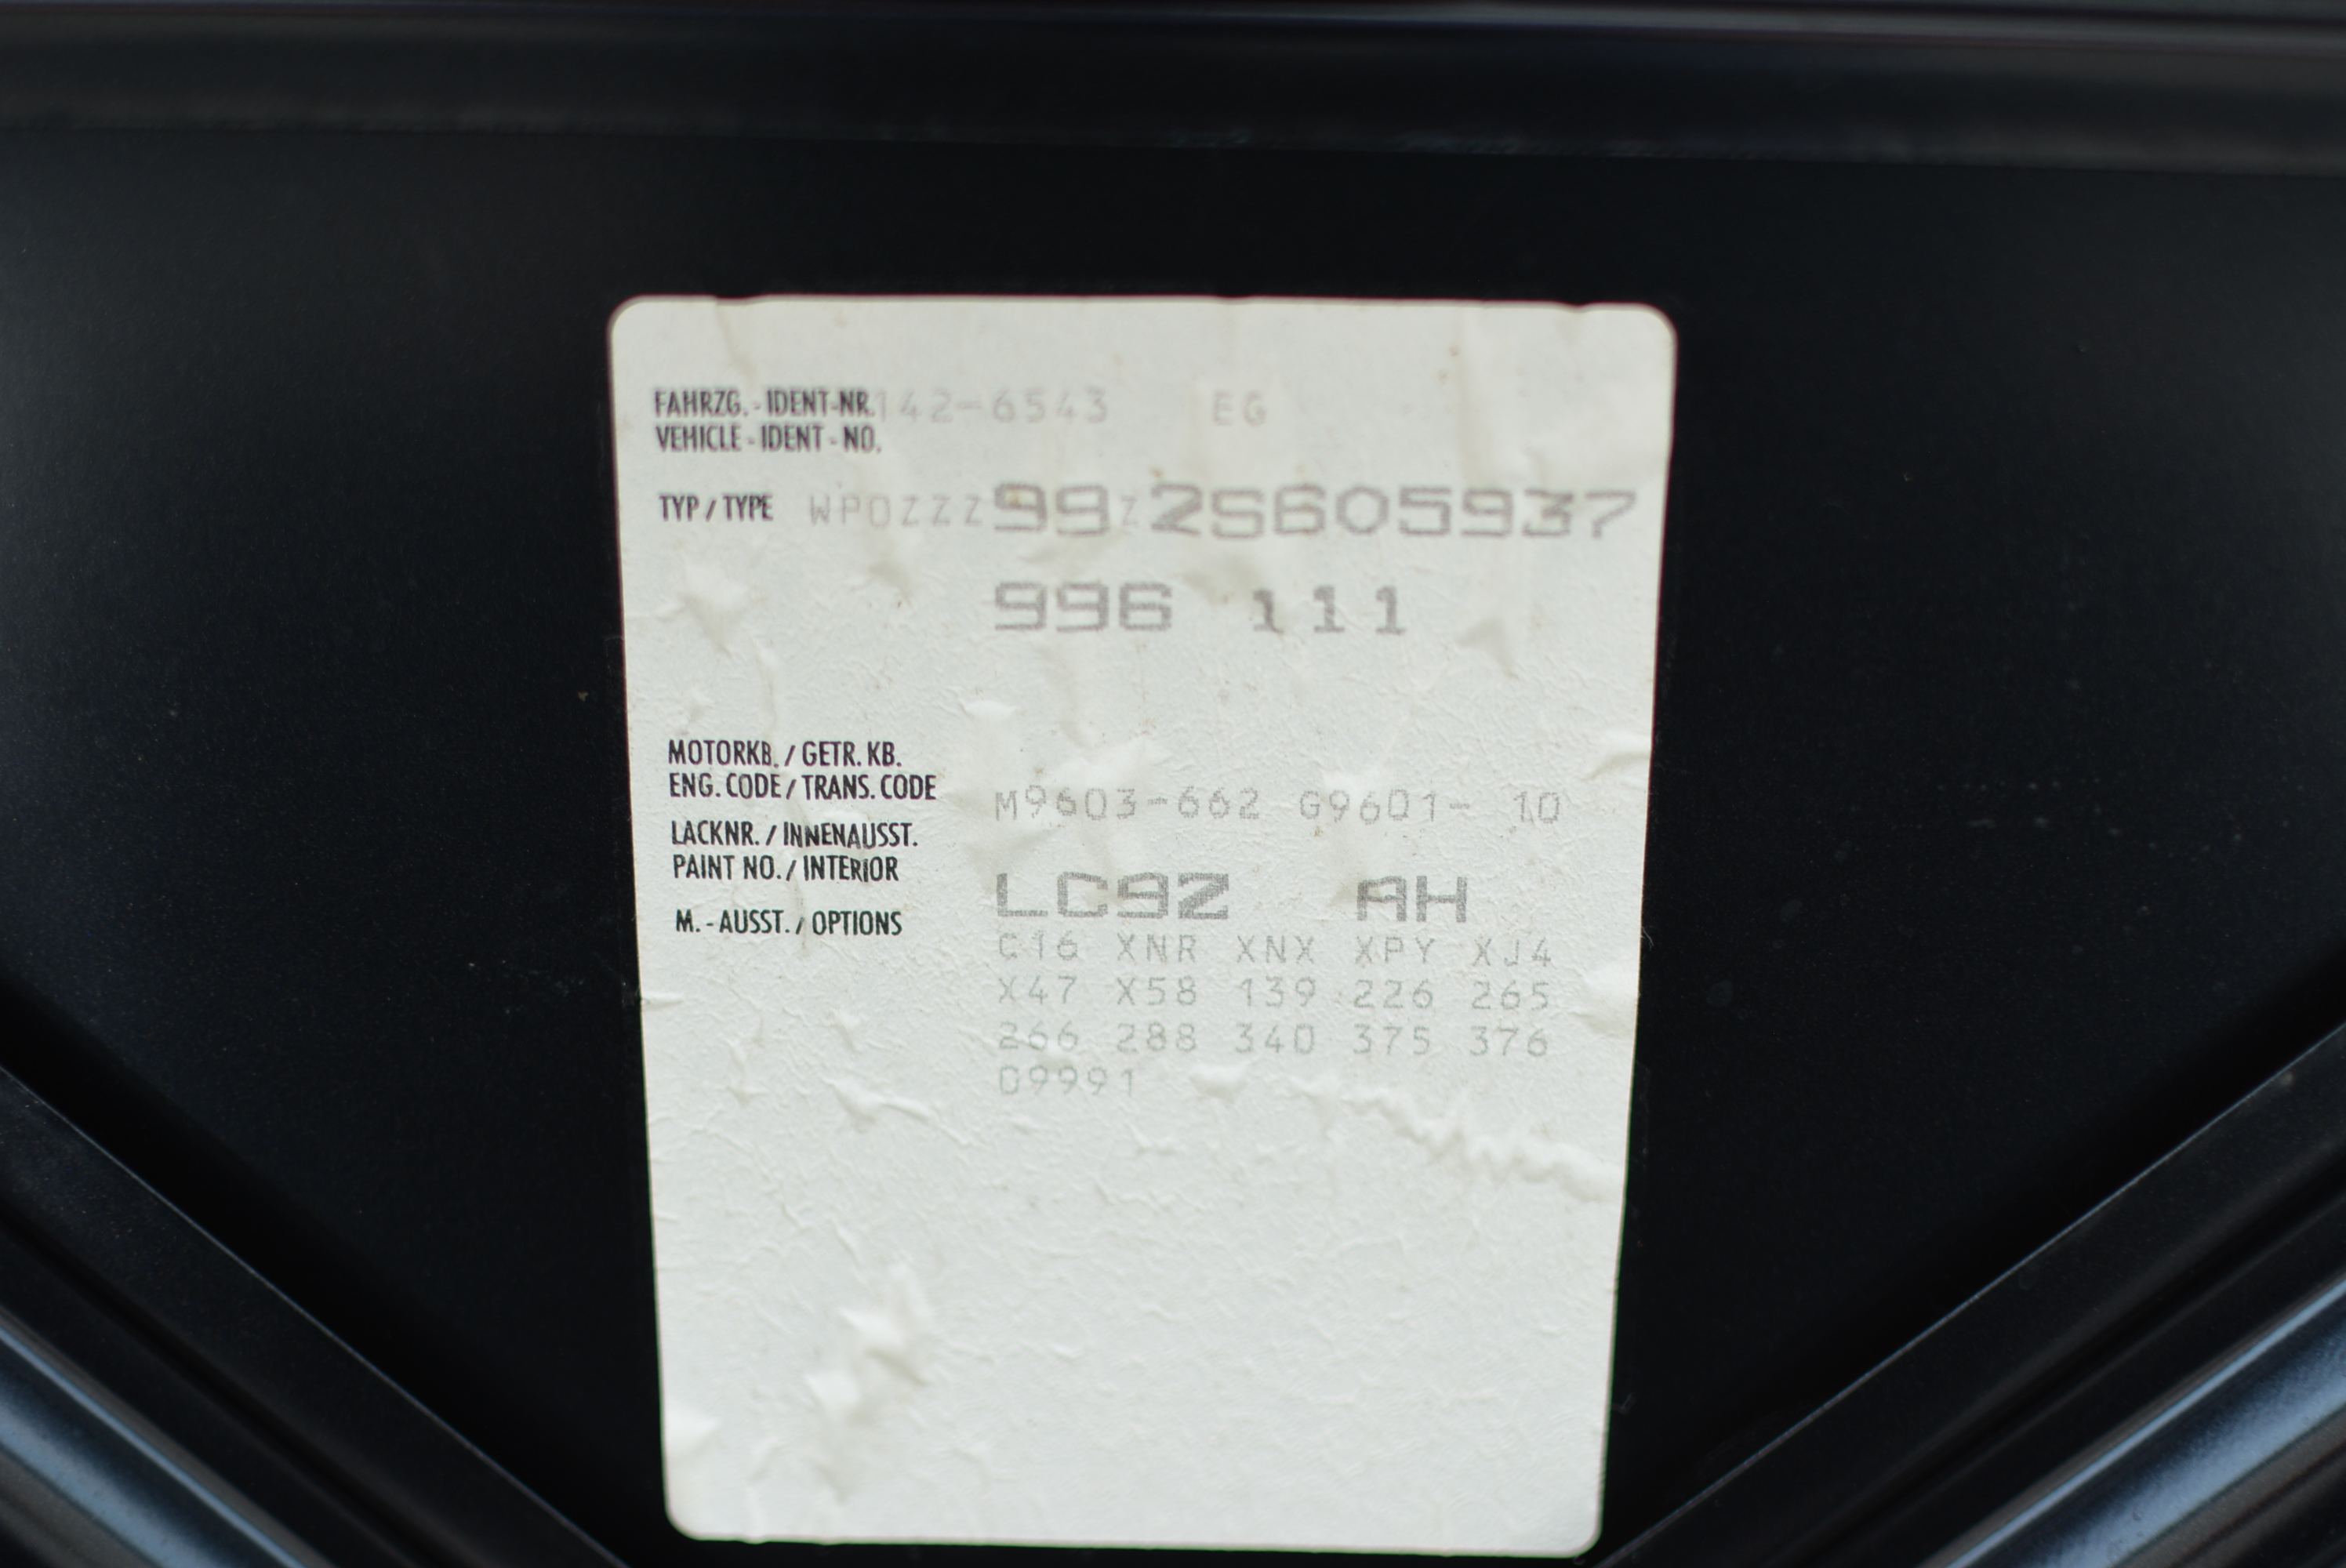 FAHRZG. - IDENT-NR. 142-6543 EG
VEHICLE - IDENT - NO.
TYP / TYPE WP0ZZZ99Z2S605937
996 111
MOTORKB. / GETR. KB.
ENG. CODE / TRANS. CODE M9603-662 G9601- 10
LACKNR. / INNENAUSST.
PAINT NO. / INTERIOR LC9Z AH
M. - AUSST. / OPTIONS
C16 XNR XNX XPY XJ4
X47 X58 139 226 265
266 288 340 375 376
09991